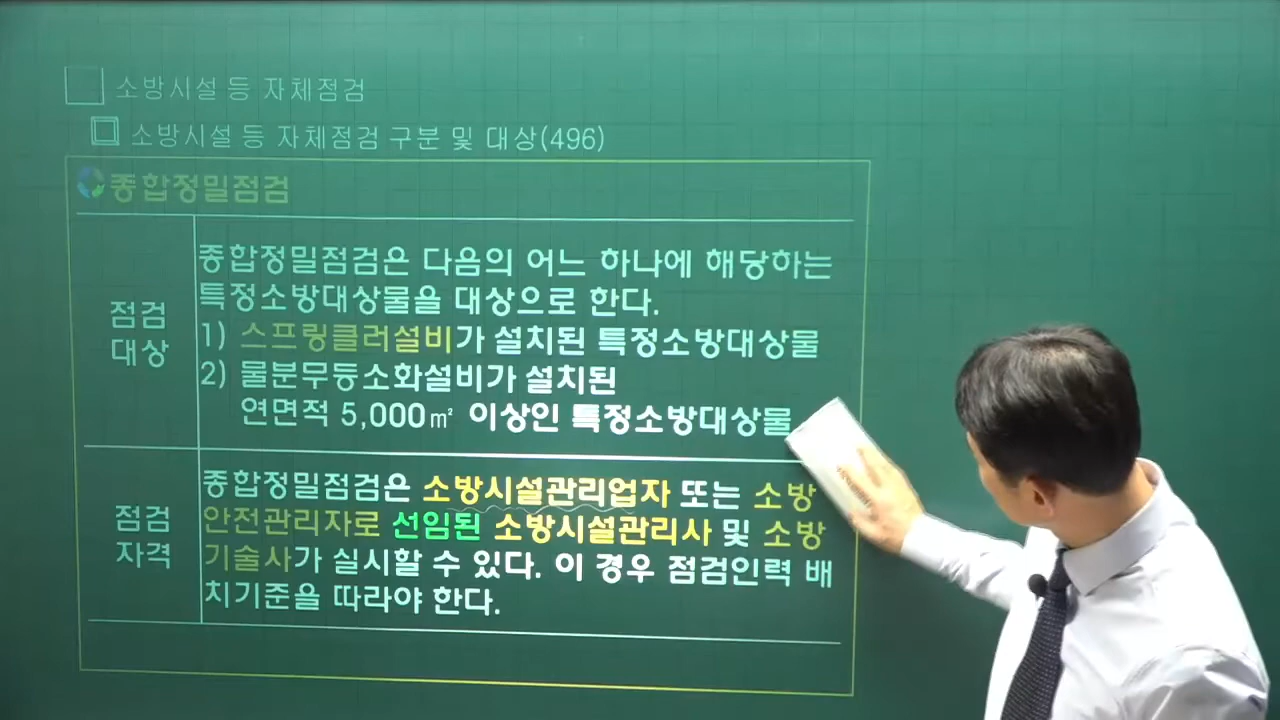 소방시설 등 자체점검
소방시설 등 자체점검 구분 및 대상(496)
종합정밀점검
점검
대상
종합정밀점검은 다음의 어느 하나에 해당하는
특정소방대상물을 대상으로 한다.
1) 스프링클러설비가 설치된 특정소방대상물
2) 물분무등소화설비가 설치된
연면적 5,000㎡ 이상인 특정소방대상물
점검
자격
종합정밀점검은 소방시설관리업자 또는 소방
안전관리자로 선임된 소방시설관리사 및 소방
기술사가 실시할 수 있다. 이 경우 점검인력 배
치기준을 따라야 한다.